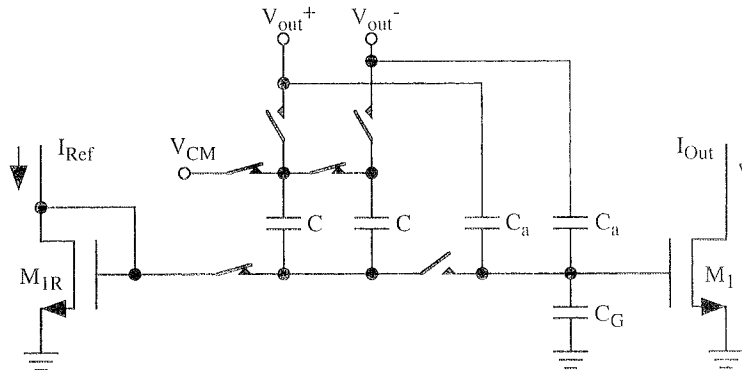 V_out⁺ V_out⁻
I_Ref V_CM I_Out
C C C_a C_a
M_1R M_1
C_G